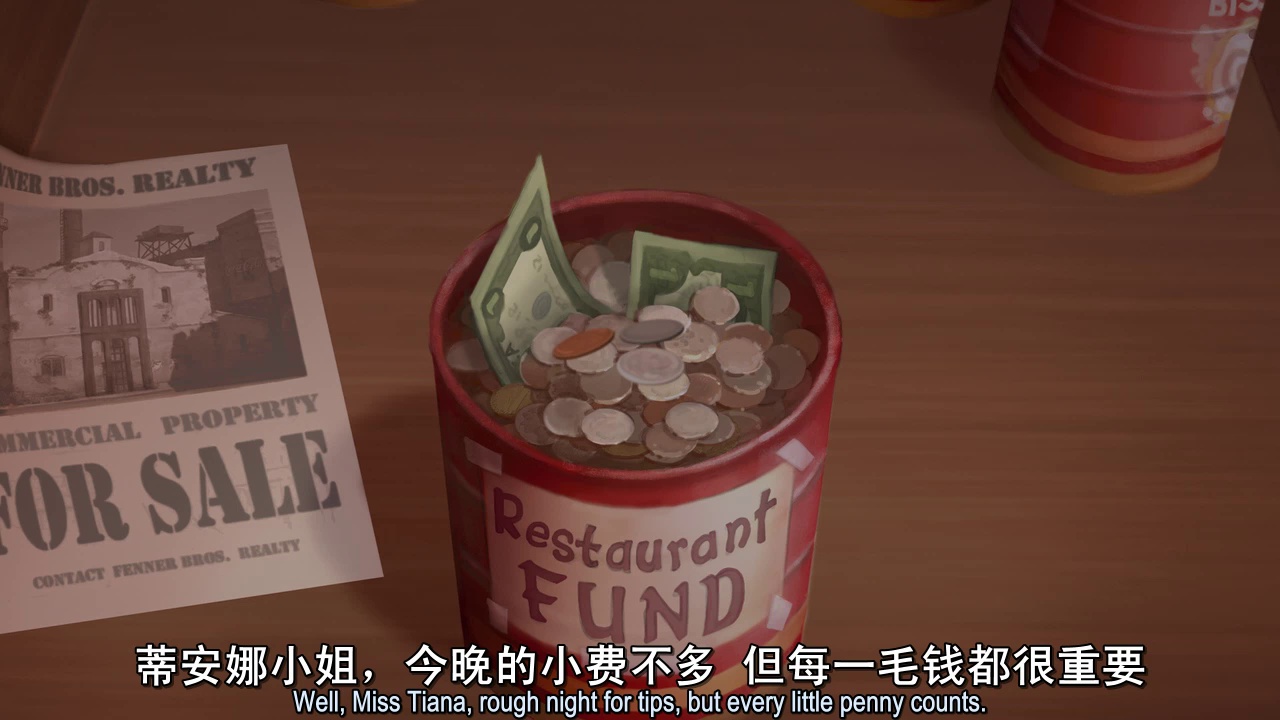 BROS. REALTY
PROPERTY
FOR SALE
CONTACT FENNER BROS. REALTY
Restaurant
FUND
蒂安娜小姐，今晚的小费不多 但每一毛钱都很重要
Well, Miss Tiana, rough night for tips, but every little penny counts.